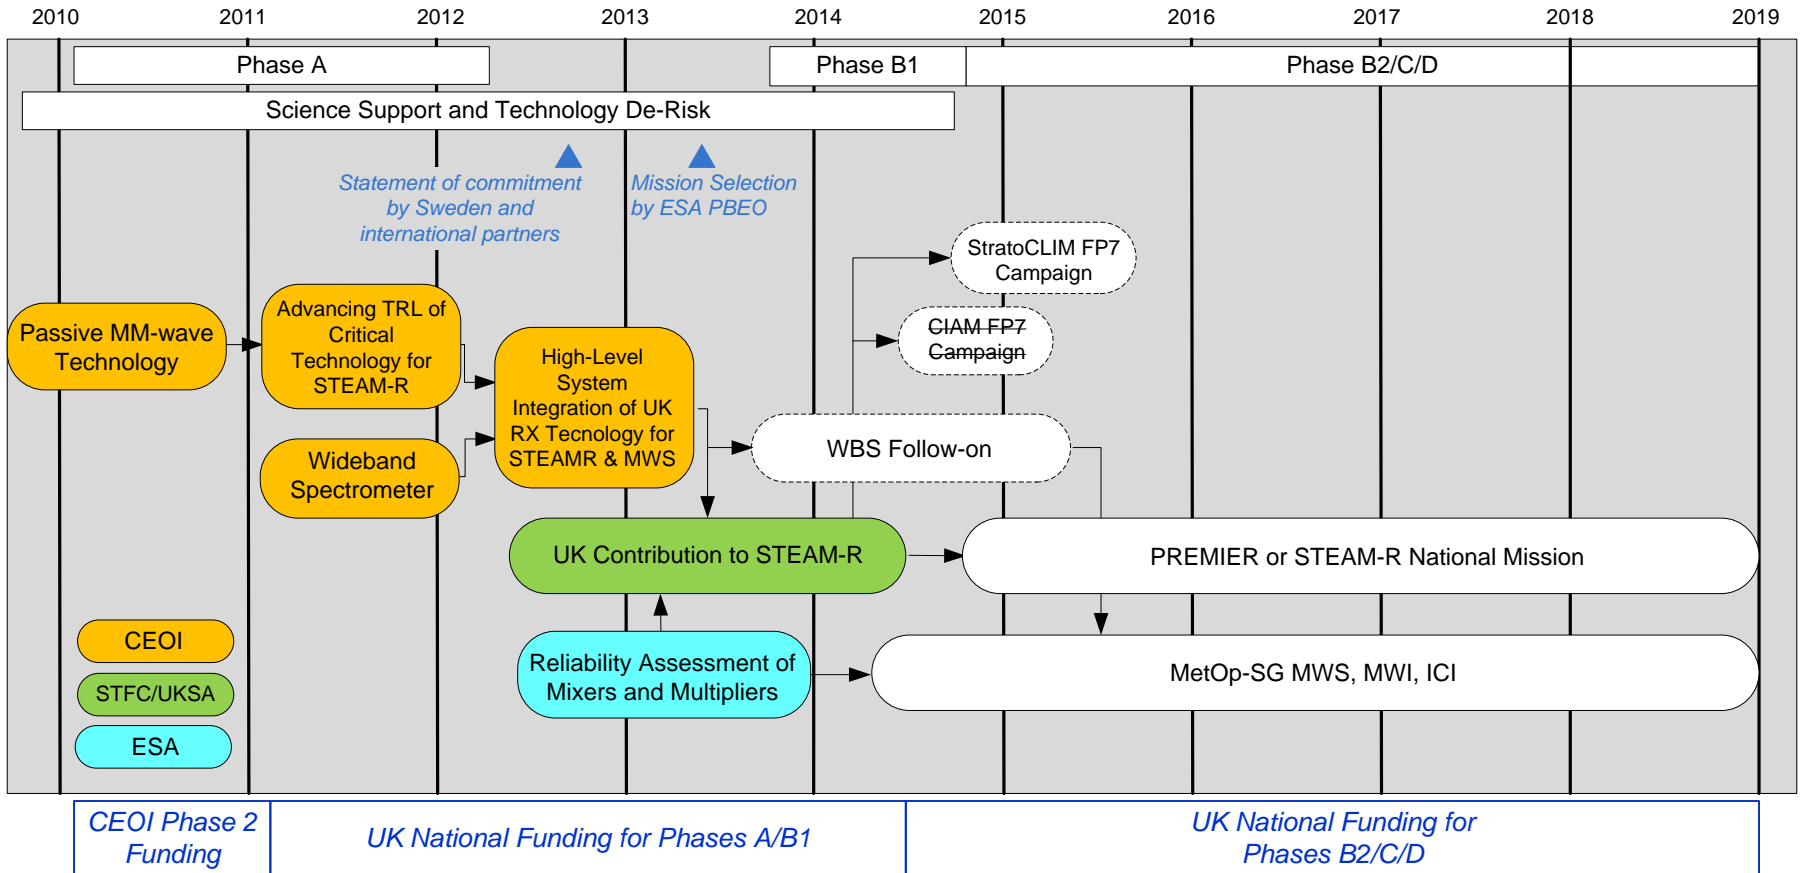 2010 2011 2012 2013 2014 2015 2016 2017 2018 2019
Phase A
Phase B1
Phase B2/C/D
Science Support and Technology De-Risk
Statement of commitment
by Sweden and
international partners
Mission Selection
by ESA PBEO
StratoCLIM FP7
Campaign
CIAM FP7
Campaign
Passive MM-wave
Technology
Advancing TRL of
Critical
Technology for
STEAM-R
High-Level
System
Integration of UK
RX Tecnology for
STEAMR & MWS
Wideband
Spectrometer
WBS Follow-on
UK Contribution to STEAM-R
PREMIER or STEAM-R National Mission
Reliability Assessment of
Mixers and Multipliers
MetOp-SG MWS, MWI, ICI
CEOI
STFC/UKSA
ESA
CEOI Phase 2
Funding
UK National Funding for Phases A/B1
UK National Funding for
Phases B2/C/D